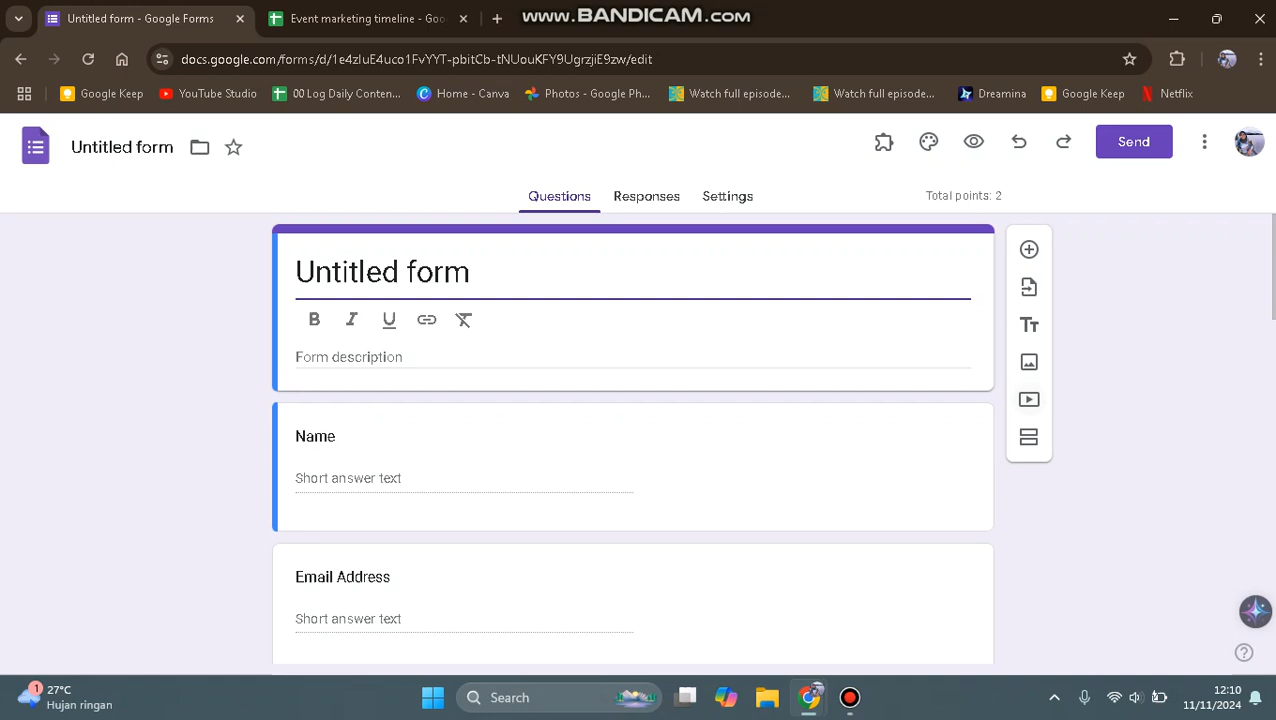 Untitled form - Google Forms
Event marketing timeline - Goo
www.BANDICAM.com
docs.google.com/forms/d/1e4zIuE4uco1FvYYT-pbitCb-tNUouKFY9UgrzjiE9zw/edit
Google Keep
YouTube Studio
00 Log Daily Conten...
Home - Canva
Photos - Google Ph...
Watch full episode...
Watch full episode...
Dreamina
Google Keep
Netflix
Untitled form
Send
Questions
Responses
Settings
Total points: 2
Untitled form
B I U
Form description
Tт
Name
Short answer text
Email Address
Short answer text
1
27°C
Hujan ringan
Search
12:10
11/11/2024